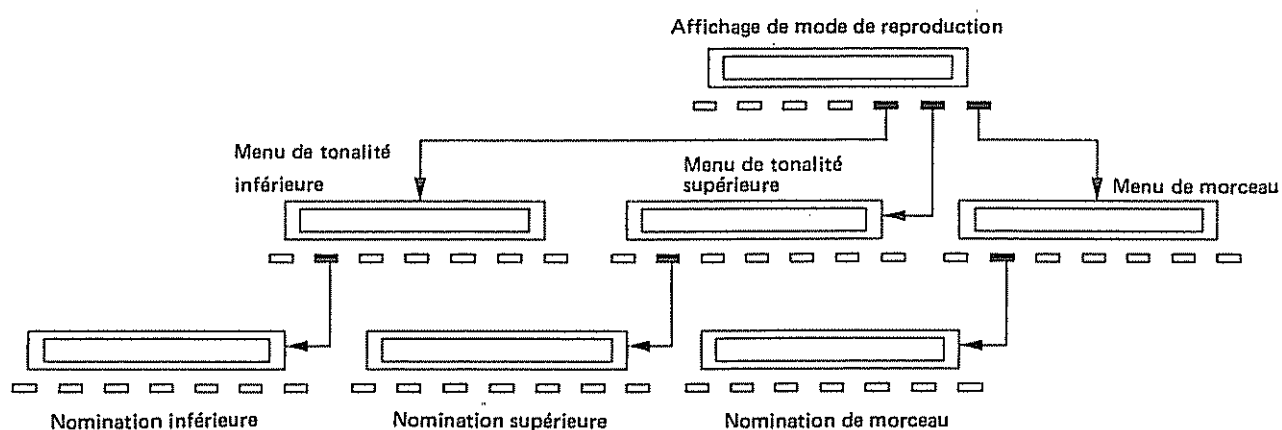 Affichage de mode de reproduction
Menu de tonalité
inférieure
Menu de tonalité
supérieure
Menu de morceau
Nomination inférieure
Nomination supérieure
Nomination de morceau